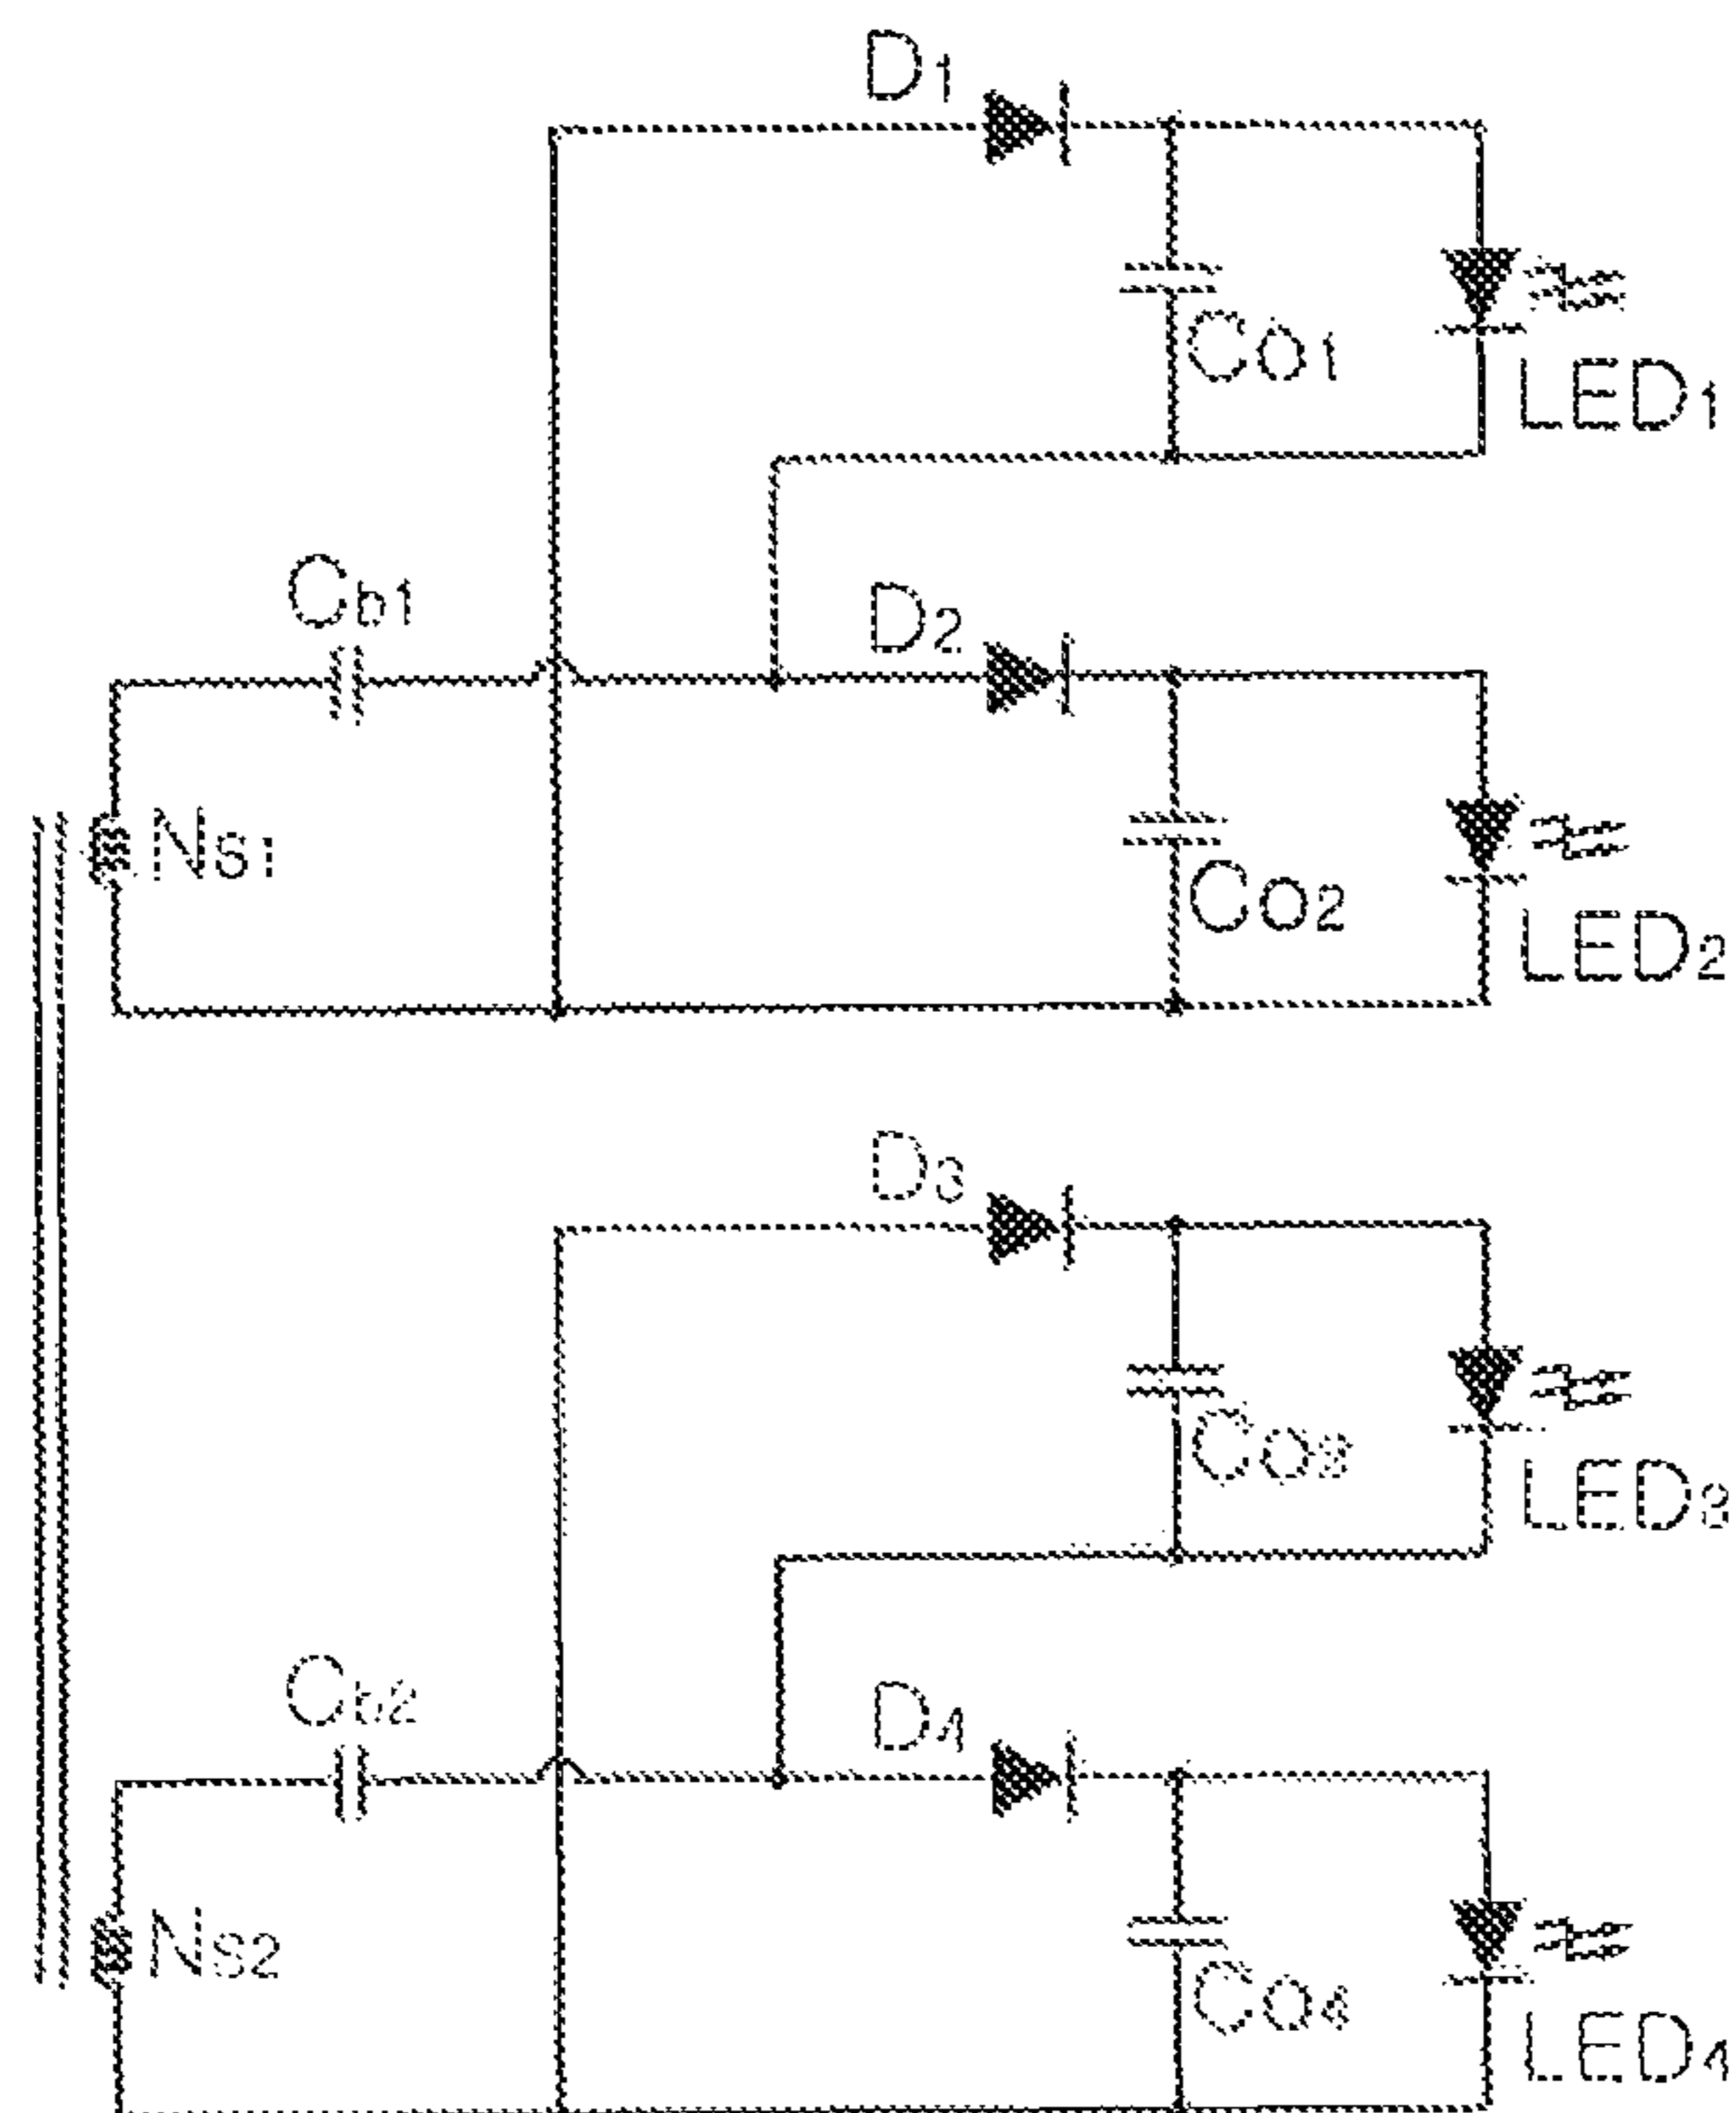 D1
CO1
LED1
Cb1
D2
NS1
CO2
LED2
D3
CO3
LED3
Cb2
D4
NS2
CO4
LED4